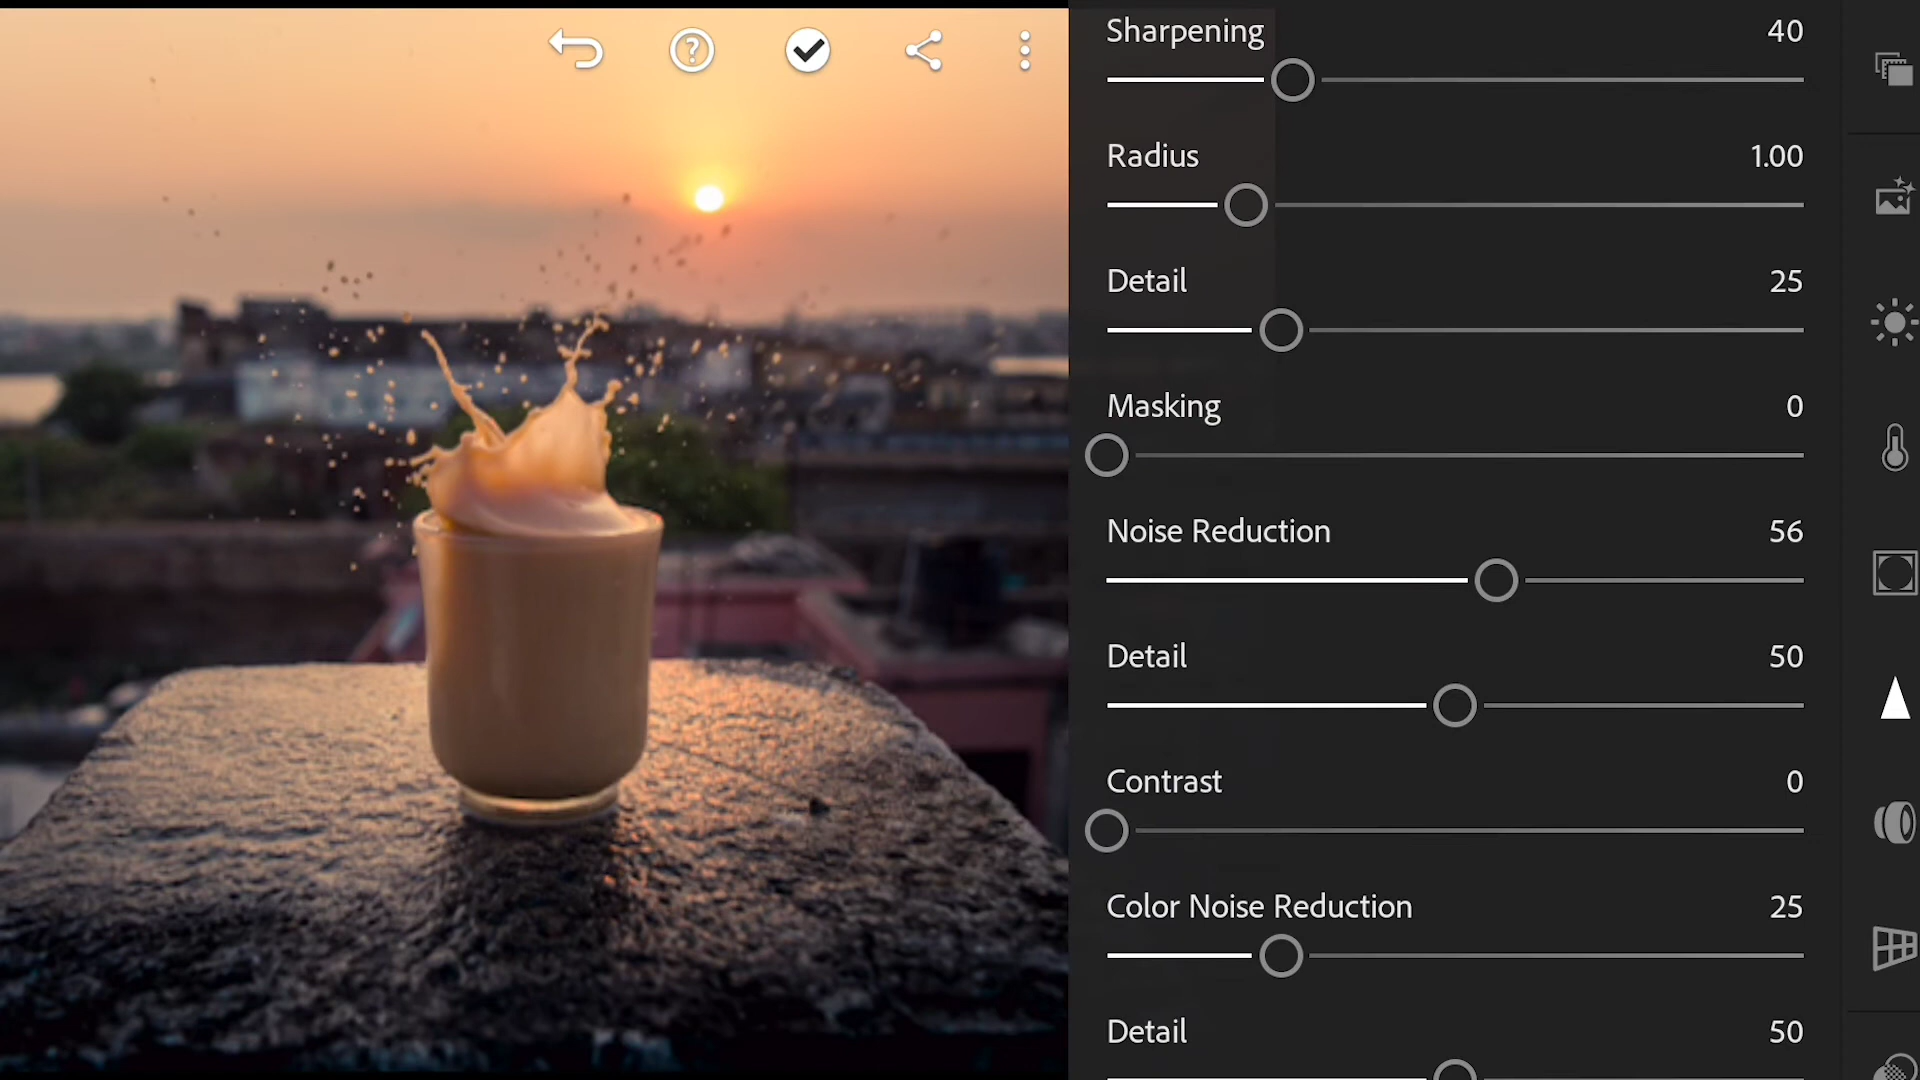 Sharpening 40
Radius 1.00
Detail 25
Masking 0
Noise Reduction 56
Detail 50
Contrast 0
Color Noise Reduction 25
Detail 50